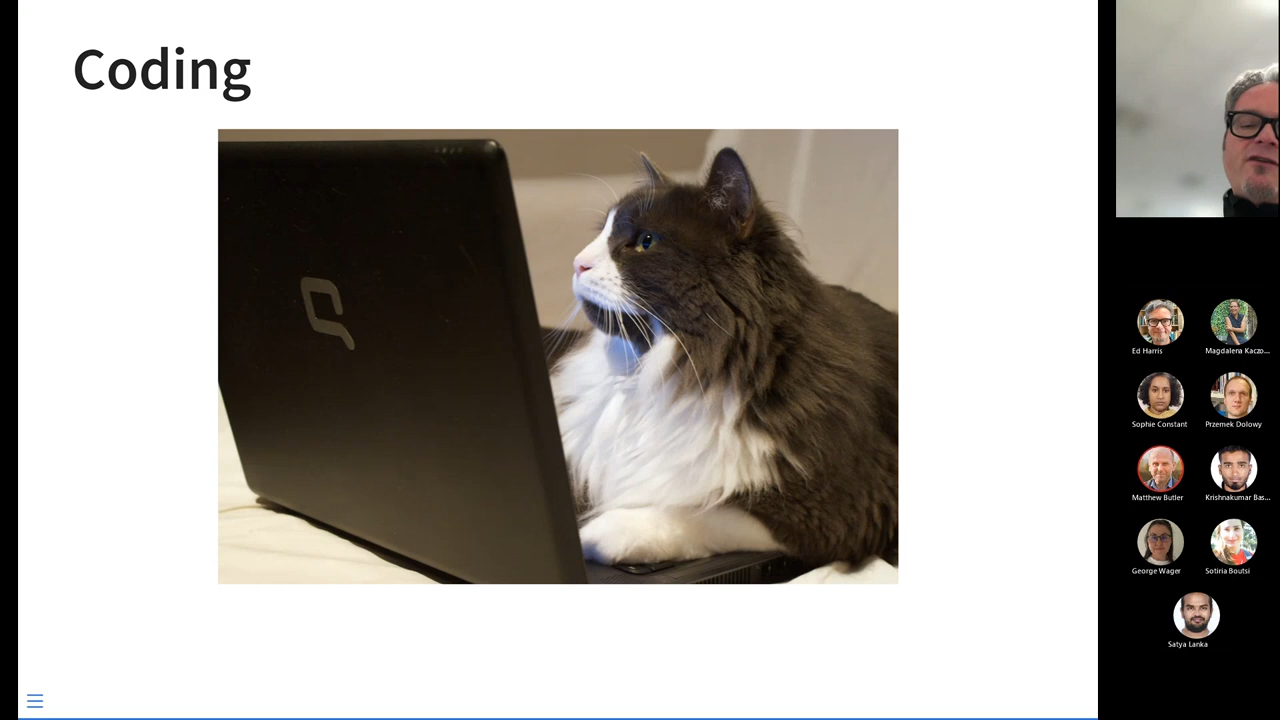 Coding
Ed Harris
Magdalena Kaczo...
Sophie Constant
Przemek Dolowy
Matthew Butler
Krishnakumar Bas...
George Wager
Sotiria Boutsi
Satya Lanka